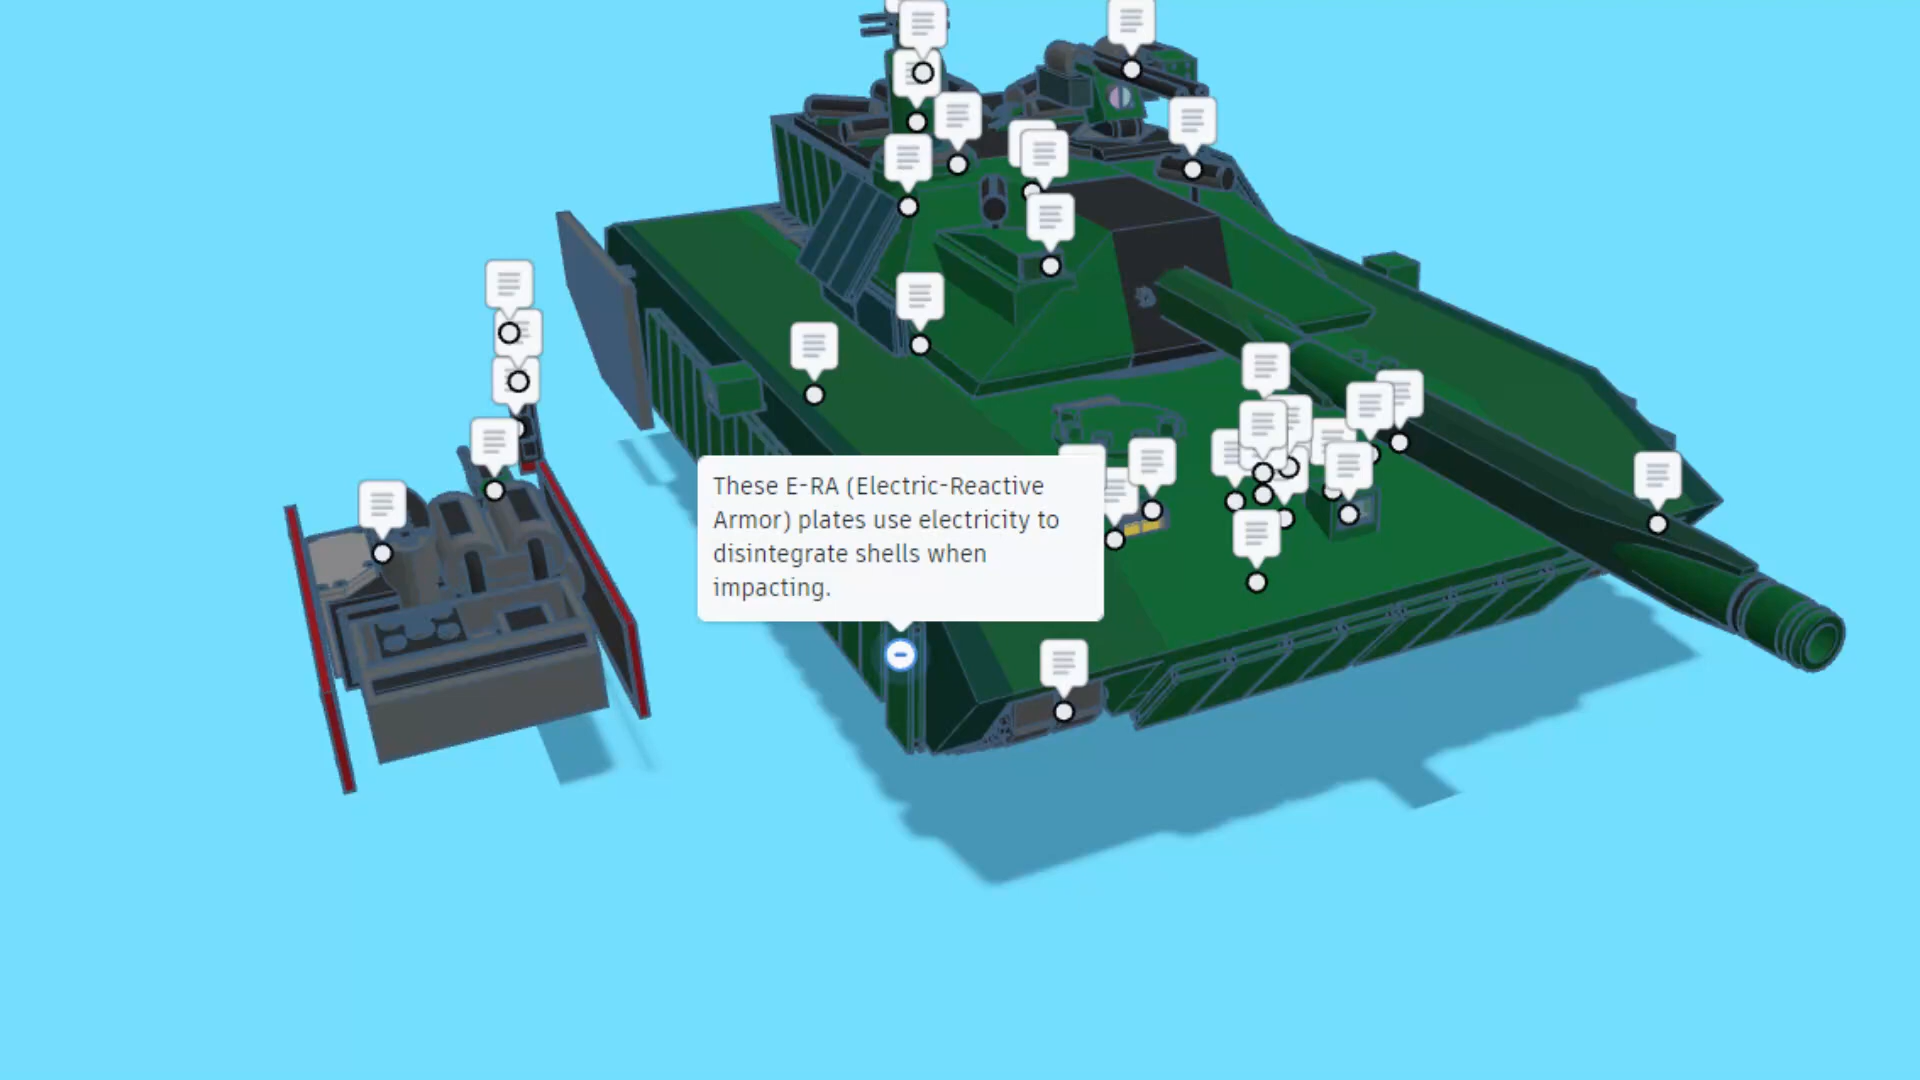 These E-RA (Electric-Reactive
Armor) plates use electricity to
disintegrate shells when
impacting.